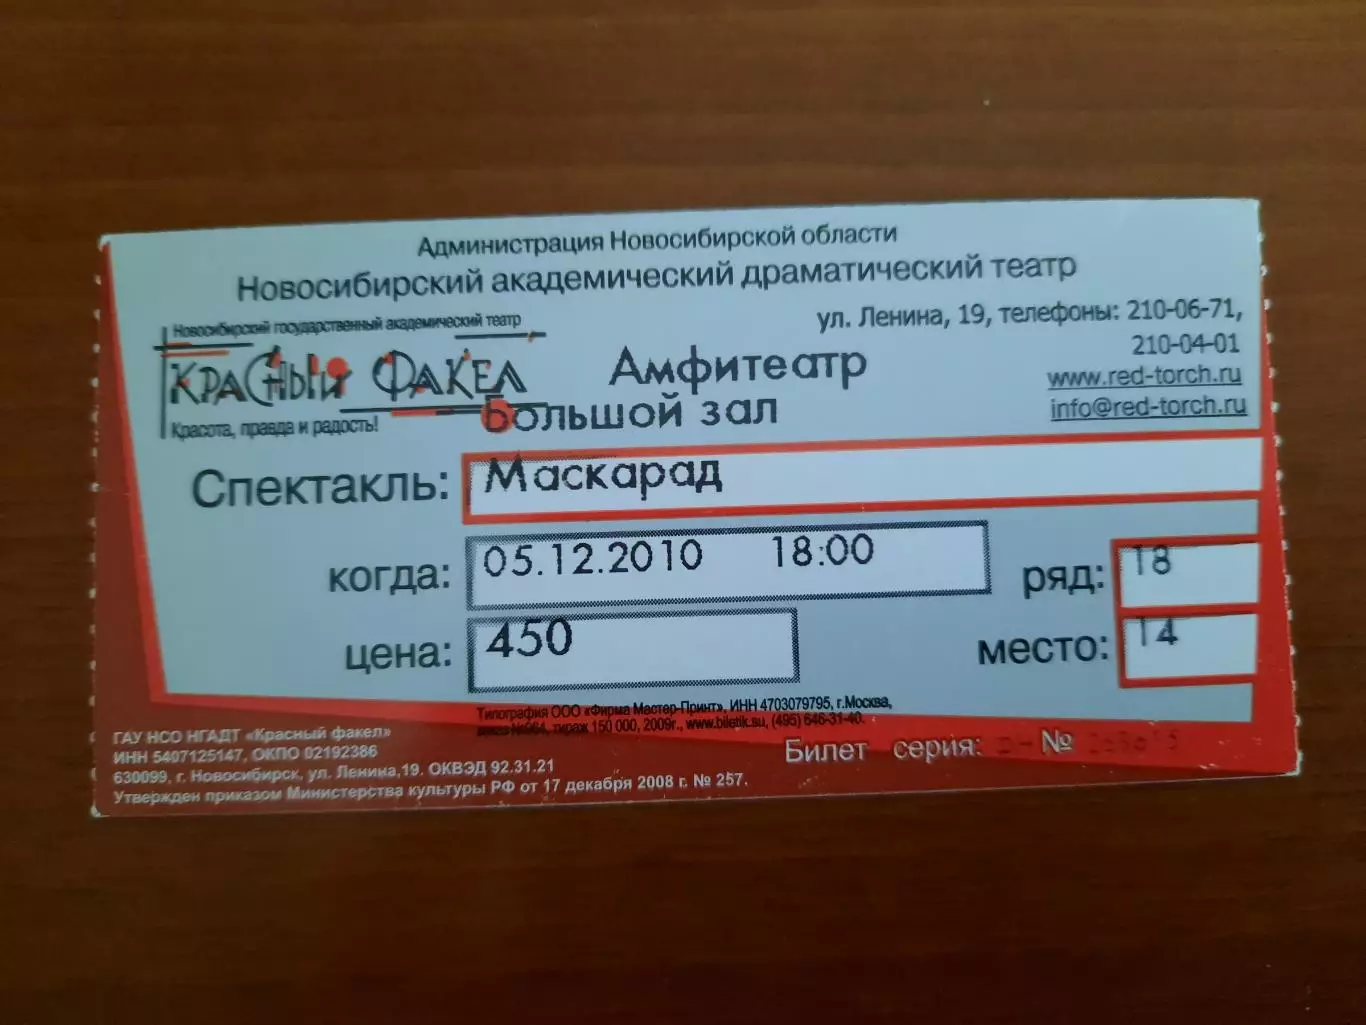 Администрация Новосибирской области
Новосибирский академический драматический театр
ул. Ленина, 19, телефоны: 210-06-71,
210-04-01
www.red-torch.ru
info@red-torch.ru
Новосибирский государственный академический театр
КРАСНЫЙ ФАКЕЛ
Красота, правда и радость!
Амфитеатр
Большой зал
Спектакль: Маскарад
когда: 05.12.2010 18:00
ряд: 18
цена: 450
место: 14
Типография ООО «Фирма Мастер-Принт», ИНН 4703079795, г.Москва,
заказ №964, тираж 150 000, 2009г., www.biletik.su, (495) 646-31-40.
Билет серия: №
ГАУ НСО НГАДТ «Красный факел»
ИНН 5407125147, ОКПО 02192386
630099, г. Новосибирск, ул. Ленина,19. ОКВЭД 92.31.21
Утвержден приказом Министерства культуры РФ от 17 декабря 2008 г. № 257.